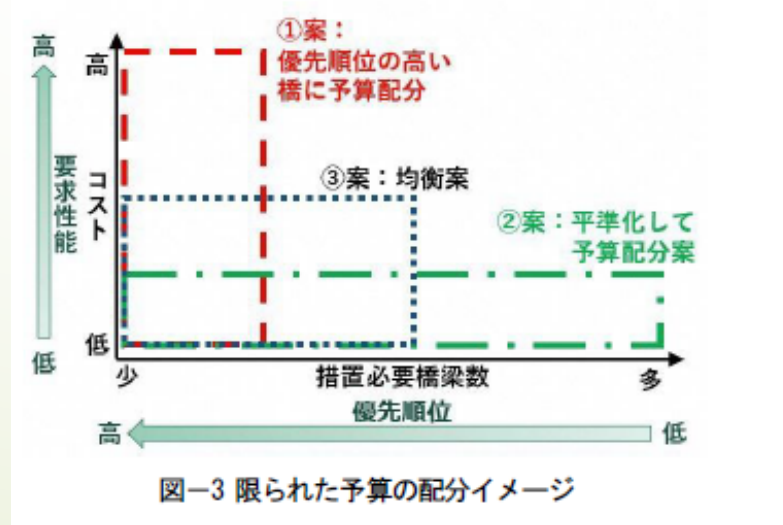 高
①案：
優先順位の高い
橋に予算配分
高
要求性能
コスト
③案：均衡案
②案：平準化して
予算配分案
低
低
少
措置必要橋梁数
多
優先順位
高
低
図－3 限られた予算の配分イメージ